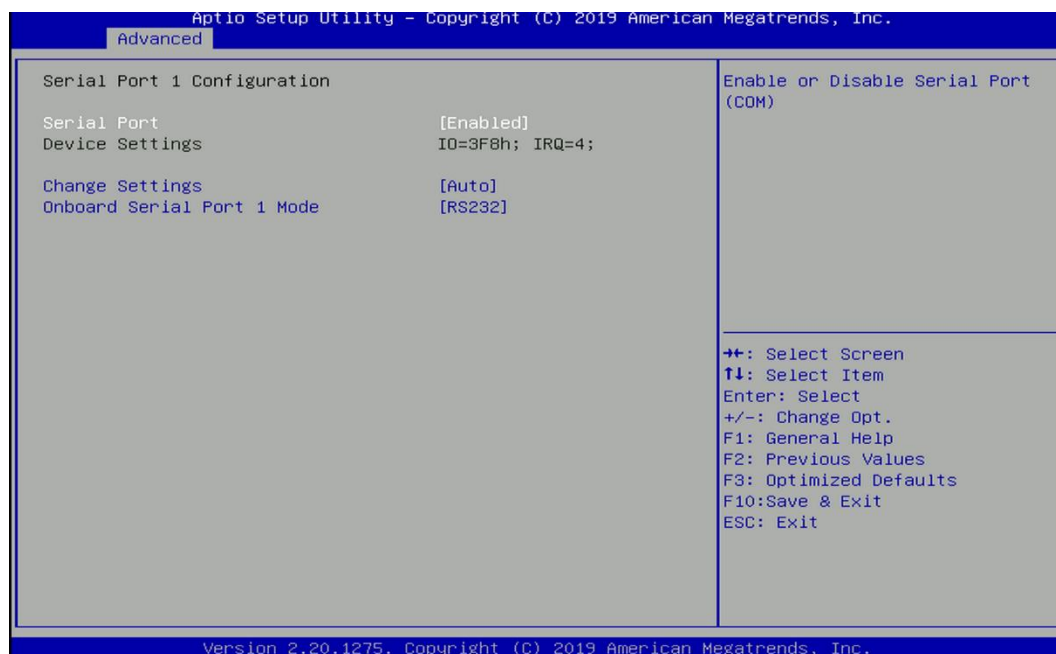 Aptio Setup Utility – Copyright (C) 2019 American Megatrends, Inc.
Advanced
Serial Port 1 Configuration
Serial Port [Enabled]
Device Settings IO=3F8h; IRQ=4;
Change Settings [Auto]
Onboard Serial Port 1 Mode [RS232]
Enable or Disable Serial Port
(COM)
→←: Select Screen
↑↓: Select Item
Enter: Select
+/-: Change Opt.
F1: General Help
F2: Previous Values
F3: Optimized Defaults
F10:Save & Exit
ESC: Exit
Version 2.20.1275. Copyright (C) 2019 American Megatrends, Inc.